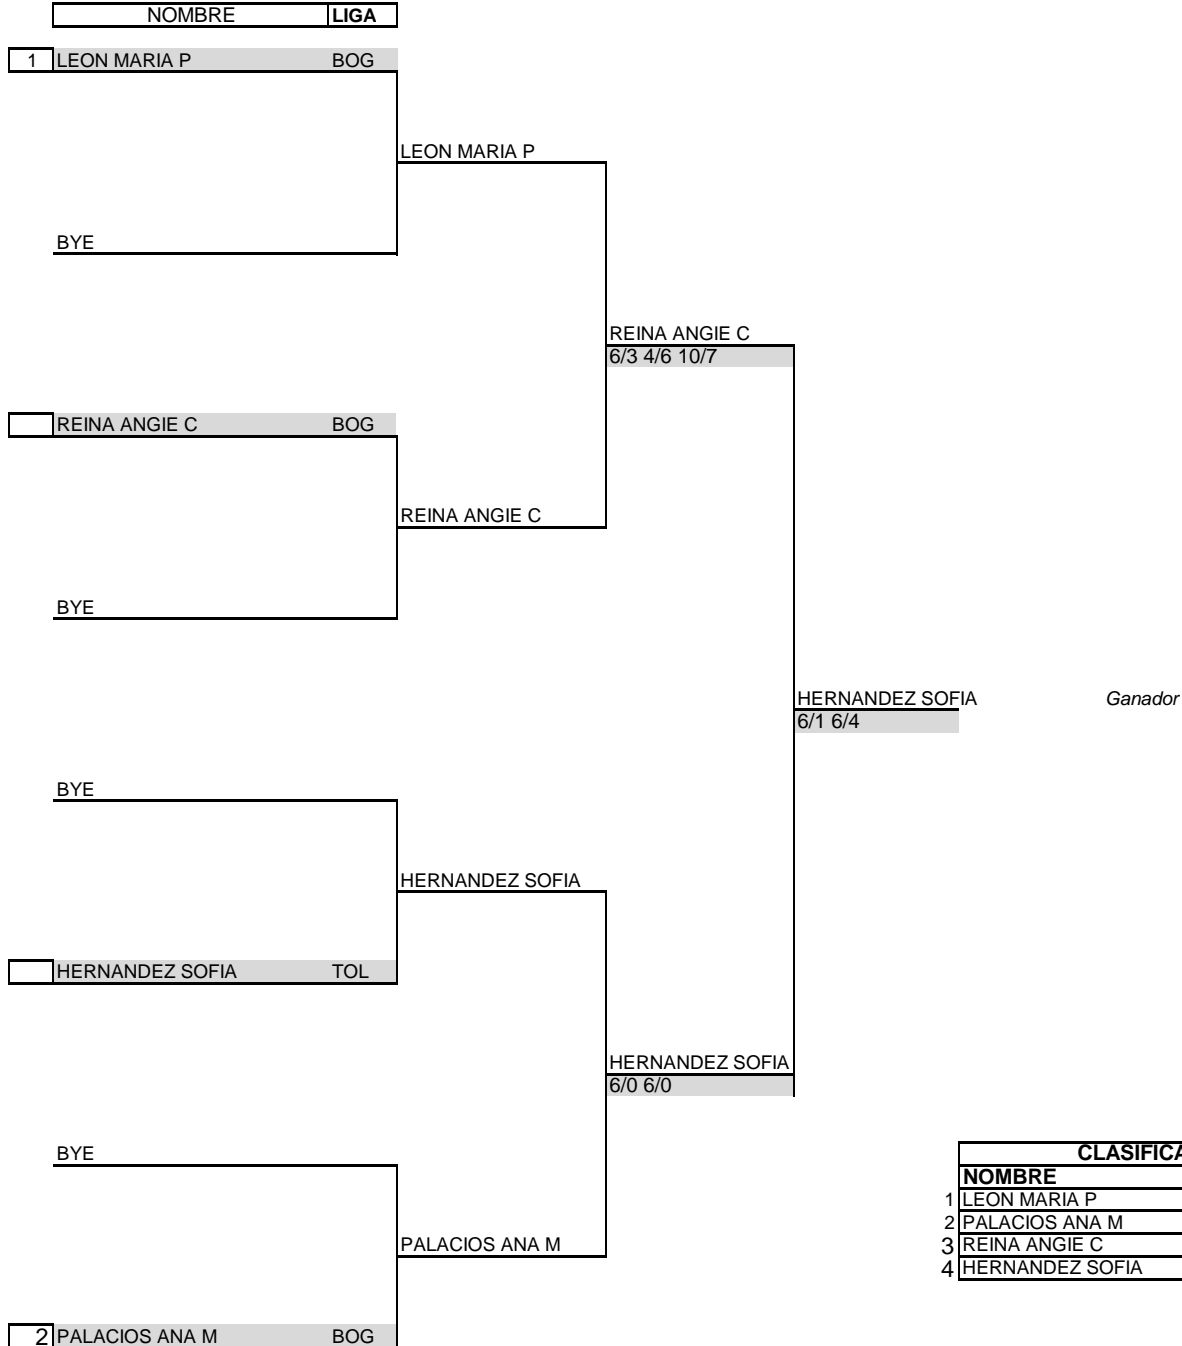 NOMBRE LIGA
1 LEON MARIA P BOG
LEON MARIA P
BYE
REINA ANGIE C
6/3 4/6 10/7
REINA ANGIE C BOG
REINA ANGIE C
BYE
HERNANDEZ SOFIA Ganador
6/1 6/4
BYE
HERNANDEZ SOFIA
HERNANDEZ SOFIA TOL
HERNANDEZ SOFIA
6/0 6/0
BYE
CLASIFICA
NOMBRE
1 LEON MARIA P
2 PALACIOS ANA M
PALACIOS ANA M
3 REINA ANGIE C
4 HERNANDEZ SOFIA
2 PALACIOS ANA M BOG